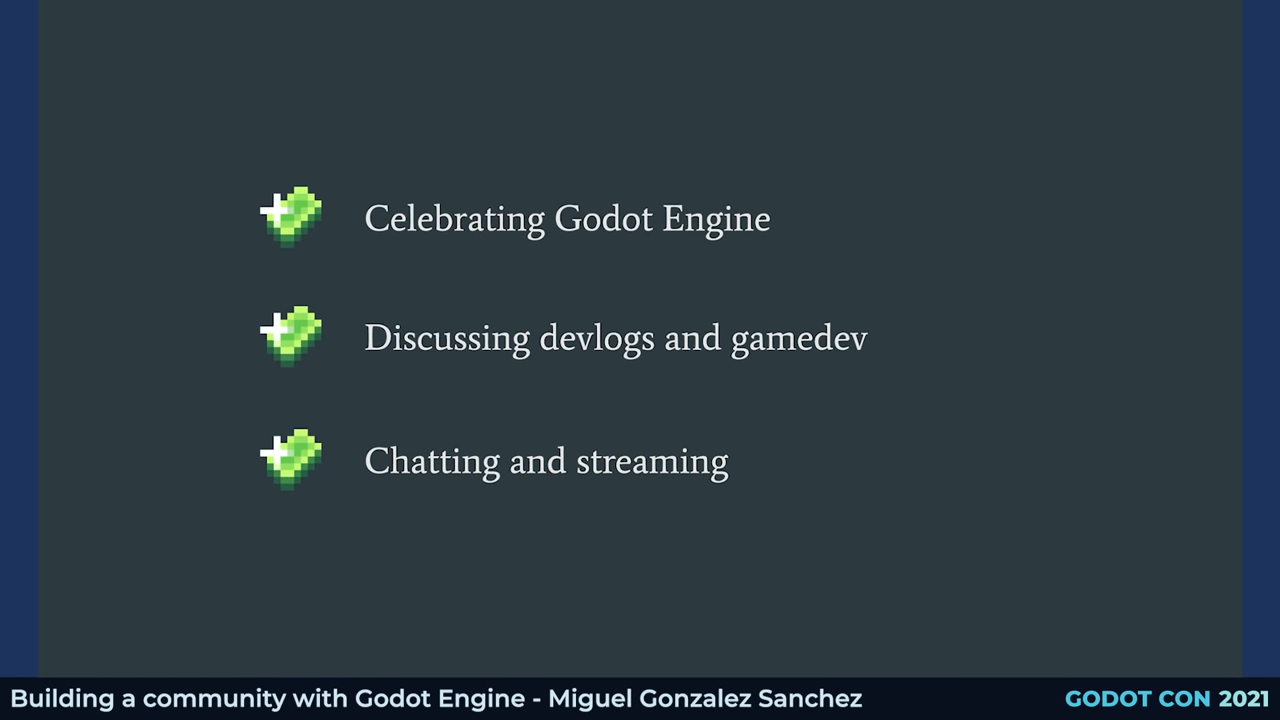 Celebrating Godot Engine
Discussing devlogs and gamedev
Chatting and streaming
Building a community with Godot Engine - Miguel Gonzalez Sanchez
GODOT CON 2021